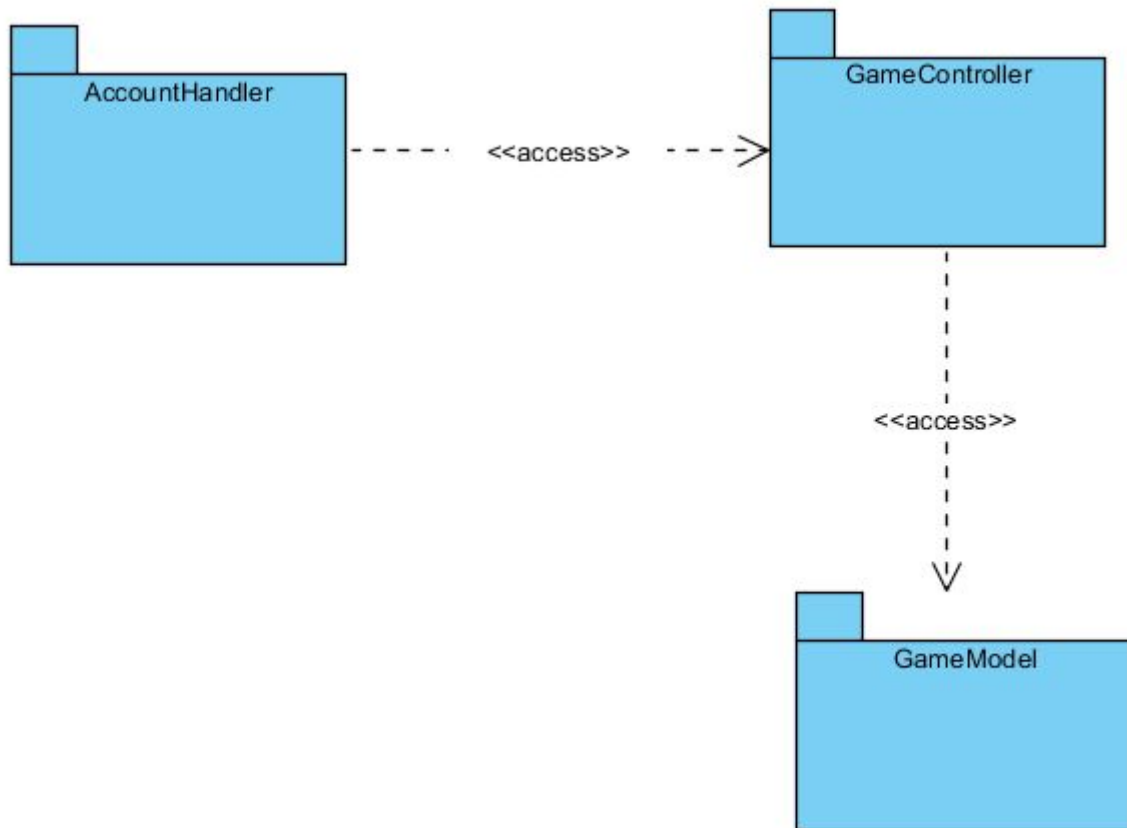 AccountHandler
GameController
<<access>>
<<access>>
GameModel